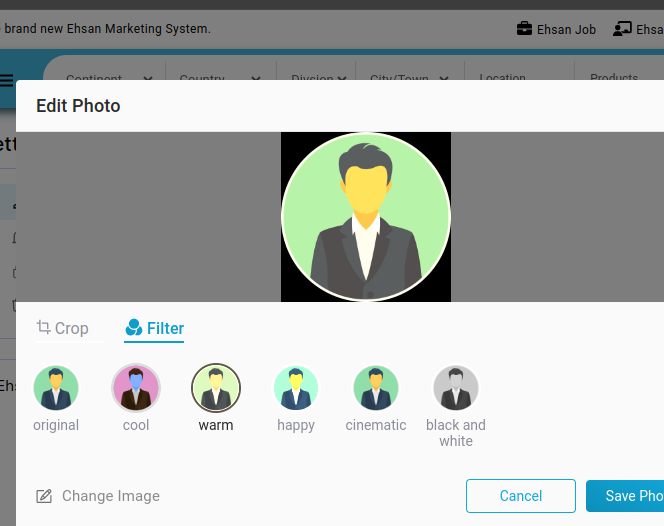 brand new Ehsan Marketing System.
Ehsan Job
Ehsa
Continent
Country
Division
City/Town
Location
Products
Edit Photo
ett
Crop
Filter
Ehs
original
cool
warm
happy
cinematic
black and
white
Change Image
Cancel
Save Pho